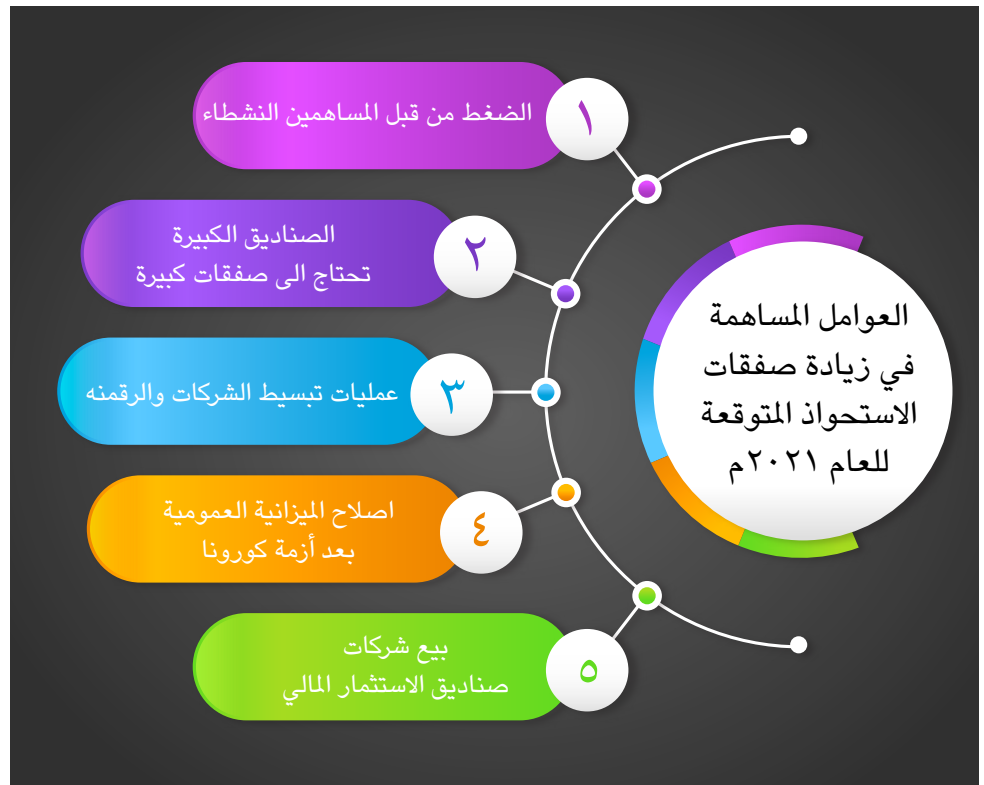 العوامل المساهمة
في زيادة صفقات
الاستحواذ المتوقعة
للعام ٢٠٢١م
١
الضغط من قبل المساهمين النشطاء
٢
الصناديق الكبيرة
تحتاج الى صفقات كبيرة
٣
عمليات تبسيط الشركات والرقمنه
٤
اصلاح الميزانية العمومية
بعد أزمة كورونا
٥
بيع شركات
صناديق الاستثمار المالي